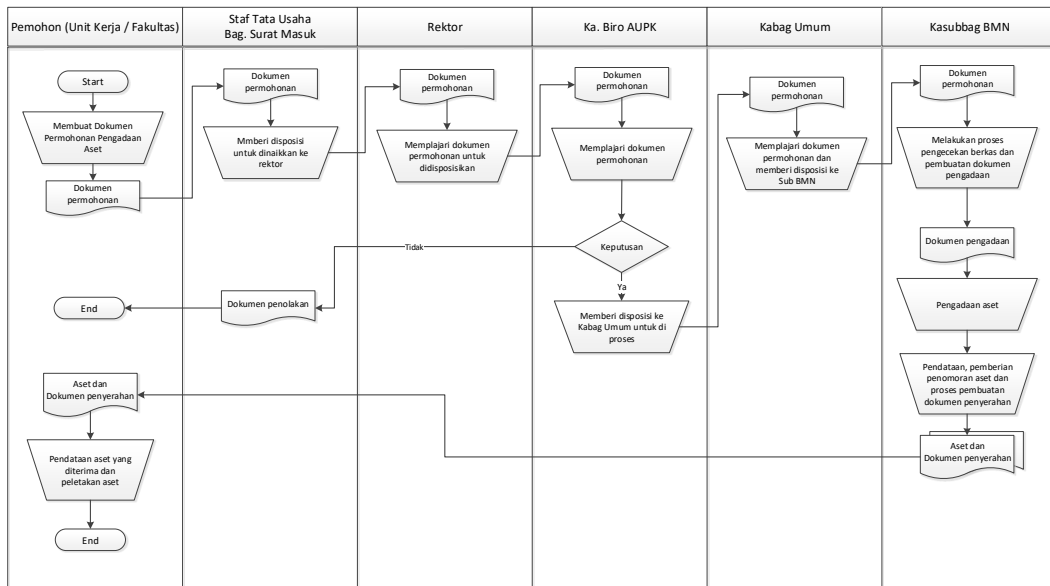 Pemohon (Unit Kerja / Fakultas)
Staf Tata Usaha
Bag. Surat Masuk
Rektor
Ka. Biro AUPK
Kabag Umum
Kasubbag BMN
Start
Membuat Dokumen
Permohonan Pengadaan
Aset
Dokumen
permohonan
End
Aset dan
Dokumen penyerahan
Pendataan aset yang
diterima dan
peletakan aset
End
Dokumen
permohonan
Mmberi disposisi
untuk dinaikkan ke
rektor
Dokumen penolakan
Dokumen
permohonan
Memplajari dokumen
permohonan untuk
didisposisikan
Tidak
Dokumen
permohonan
Memplajari dokumen
permohonan
Keputusan
Ya
Memberi disposisi ke
Kabag Umum untuk di
proses
Dokumen
permohonan
Memplajari dokumen
permohonan dan
memberi disposisi ke
Sub BMN
Dokumen
permohonan
Melakukan proses
pengecekan berkas dan
pembuatan dokumen
pengadaan
Dokumen pengadaan
Pengadaan aset
Pendataan, pemberian
penomoran aset dan
proses pembuatan
dokumen penyerahan
Aset dan
Dokumen penyerahan